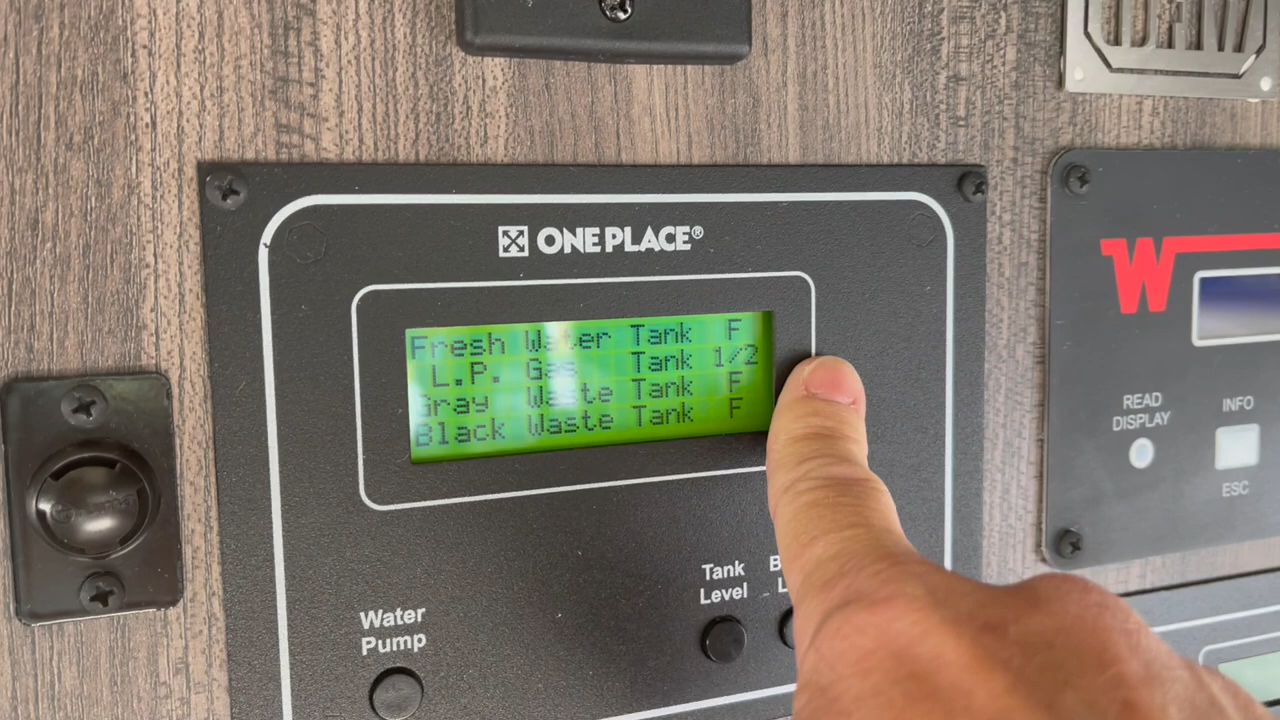 ONE PLACE®
Fresh Water Tank F
L.P. Gas Tank 1/2
Gray Waste Tank F
Black Waste Tank F
Tank
Level
Water
Pump
W
READ
DISPLAY
INFO
ESC